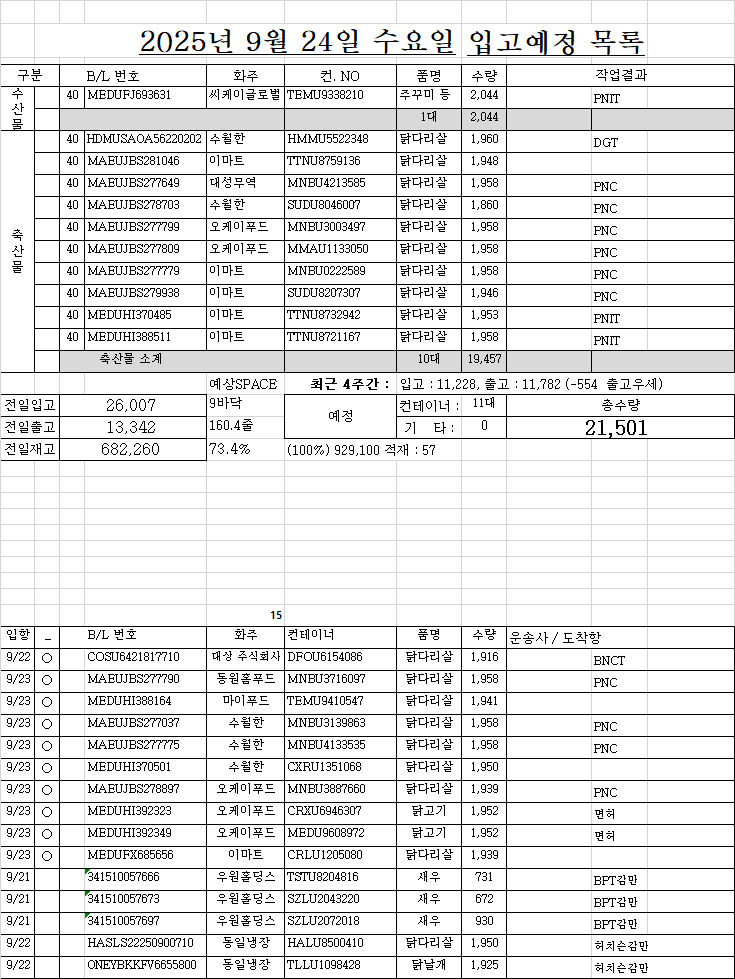 2025년 9월 24일 수요일 입고예정 목록
구분 B/L 번호 화주 컨. NO 품명 수량 작업결과
수산물 40 MEDUFJ693631 씨케이글로벌 TEMU9338210 주꾸미 등 2,044 PNIT
1대 2,044
축산물 40 HDMUSAOA56220202 수월한 HMMU5522348 닭다리살 1,960 DGT
40 MAEUJBS281046 이마트 TTNU8759136 닭다리살 1,948
40 MAEUJBS277649 대성무역 MNBU4213585 닭다리살 1,958 PNC
40 MAEUJBS278703 수월한 SUDU8046007 닭다리살 1,860 PNC
40 MAEUJBS277799 오케이푸드 MNBU3003497 닭다리살 1,958 PNC
40 MAEUJBS277809 오케이푸드 MMAU1133050 닭다리살 1,958 PNC
40 MAEUJBS277779 이마트 MNBU0222589 닭다리살 1,958 PNC
40 MAEUJBS279938 이마트 SUDU8207307 닭다리살 1,946 PNC
40 MEDUHI370485 이마트 TTNU8732942 닭다리살 1,953 PNIT
40 MEDUHI388511 이마트 TTNU8721167 닭다리살 1,958 PNIT
축산물 소계 10대 19,457
예상SPACE 최근 4주간 : 입고 : 11,228, 출고 : 11,782 (-554 출고우세)
전일입고 26,007 9바닥 예정 컨테이너 : 11대 총수량
전일출고 13,342 160.4줄 기 타 : 0 21,501
전일재고 682,260 73.4% (100%) 929,100 적재 : 57
15
입항 _ B/L 번호 화주 컨테이너 품명 수량 운송사 / 도착항
9/22 ○ COSU6421817710 대상 주식회사 DFOU6154086 닭다리살 1,916 BNCT
9/23 ○ MAEUJBS277790 동원홈푸드 MNBU3716097 닭다리살 1,958 PNC
9/23 ○ MEDUHI388164 마이푸드 TEMU9410547 닭다리살 1,941
9/23 ○ MAEUJBS277037 수월한 MNBU3139863 닭다리살 1,958 PNC
9/23 ○ MAEUJBS277775 수월한 MNBU4133535 닭다리살 1,958 PNC
9/23 ○ MEDUHI370501 수월한 CXRU1351068 닭다리살 1,950
9/23 ○ MAEUJBS278897 오케이푸드 MNBU3887660 닭다리살 1,939 PNC
9/23 ○ MEDUHI392323 오케이푸드 CRXU6946307 닭고기 1,952 면허
9/23 ○ MEDUHI392349 오케이푸드 MEDU9608972 닭고기 1,952 면허
9/23 ○ MEDUFX685656 이마트 CRLU1205080 닭다리살 1,939
9/21 341510057666 우원홀딩스 TSTU8204816 새우 731 BPT감만
9/21 341510057673 우원홀딩스 SZLU2043220 새우 672 BPT감만
9/21 341510057697 우원홀딩스 SZLU2072018 새우 930 BPT감만
9/22 HASLS22250900710 동일냉장 HALU8500410 닭다리살 1,950 허치슨감만
9/22 ONEYBKKFV6655800 동일냉장 TLLU1098428 닭날개 1,925 허치슨감만